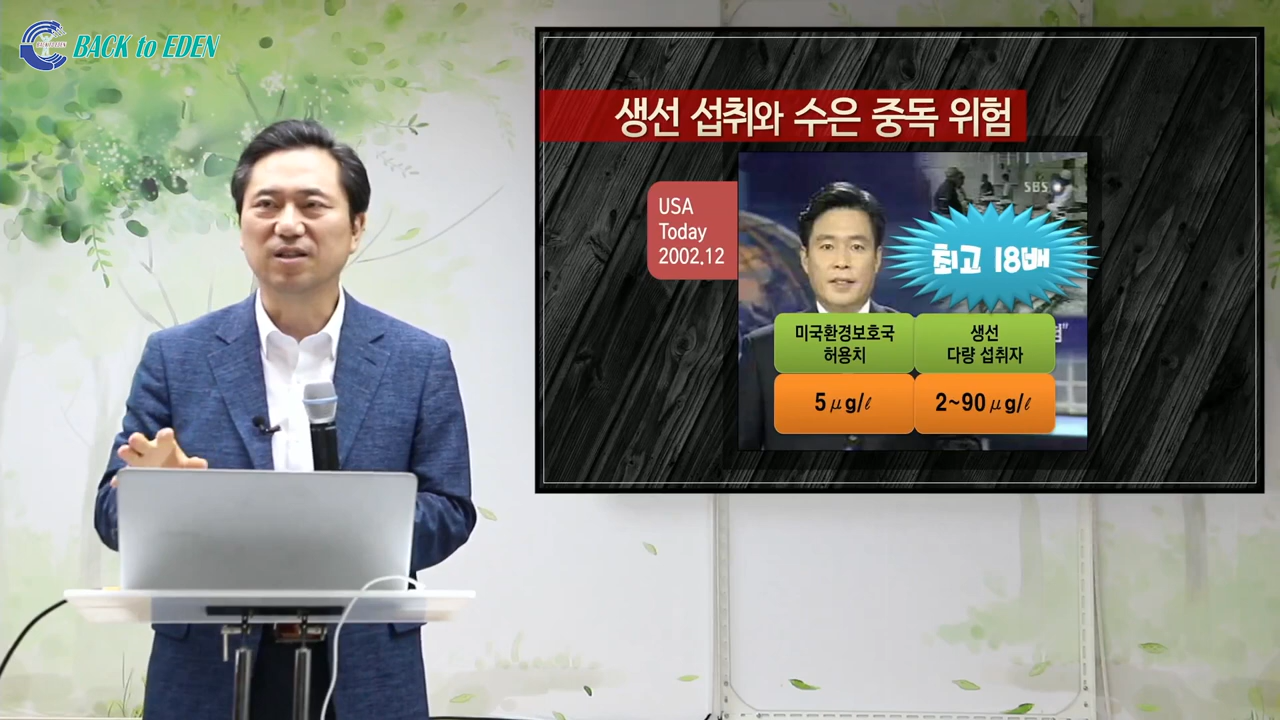 BACK to EDEN
생선 섭취와 수은 중독 위험
USA
Today
2002.12
SBS
최고 18배
미국환경보호국
허용치
생선
다량 섭취자
5㎍/ℓ
2~90㎍/ℓ